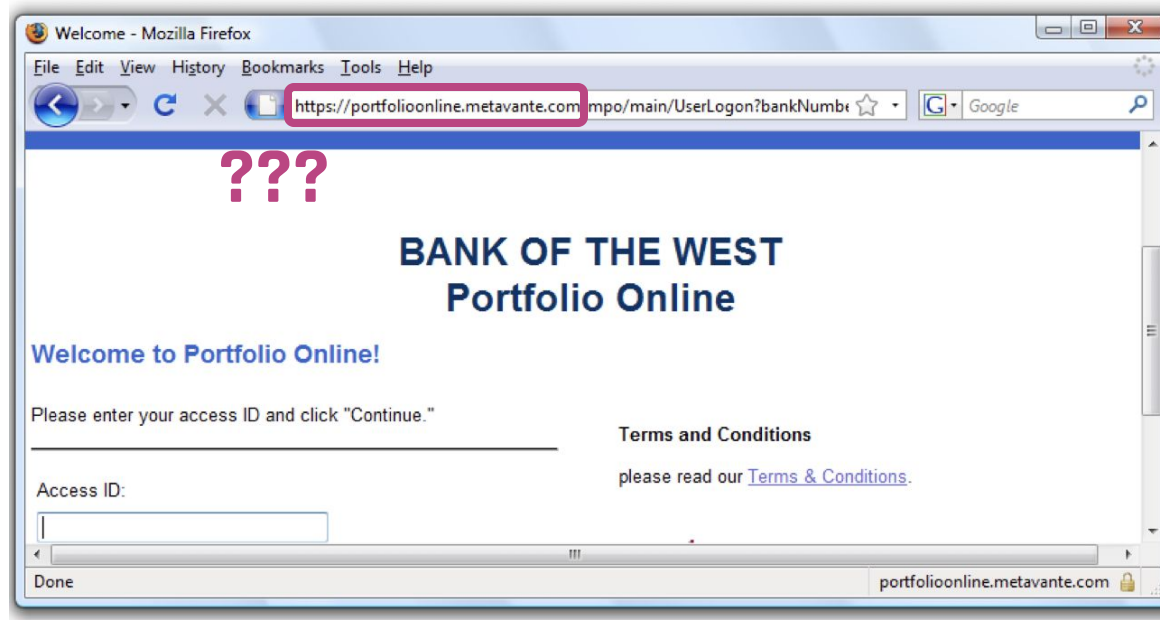 Welcome - Mozilla Firefox
File Edit View History Bookmarks Tools Help
https://portfolioonline.metavante.com/mpo/main/UserLogon?bankNumbe
G Google
???
BANK OF THE WEST
Portfolio Online
Welcome to Portfolio Online!
Please enter your access ID and click "Continue."
Terms and Conditions
please read our Terms & Conditions.
Access ID:
Done
portfolioonline.metavante.com